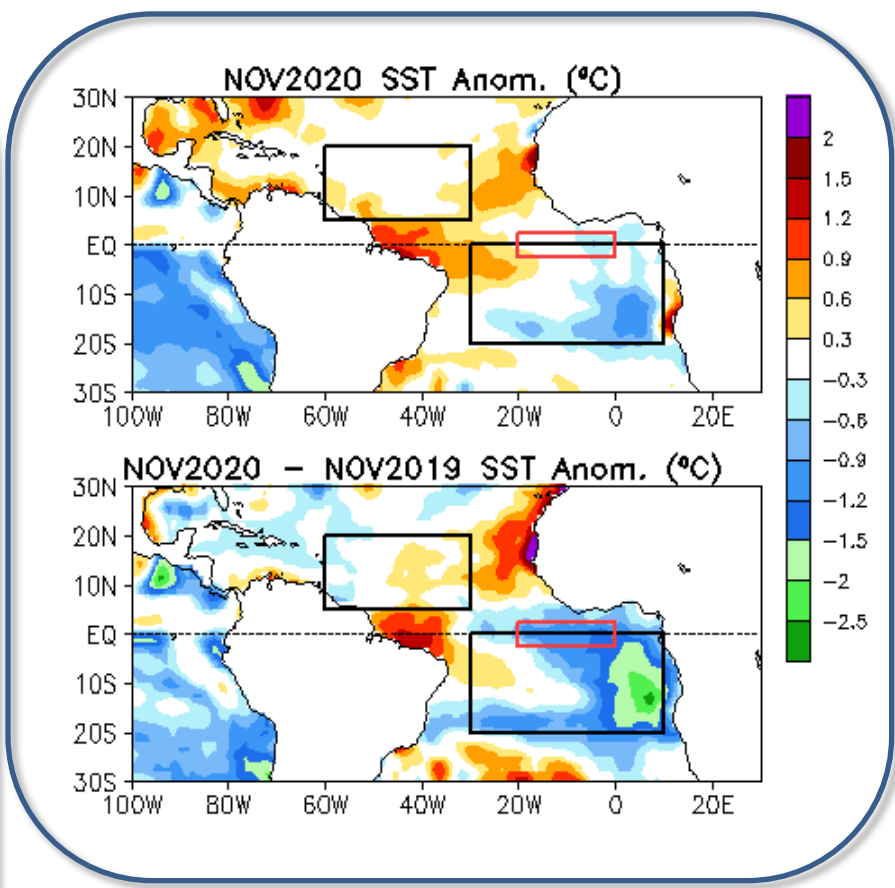 NOV2020 SST Anom. (°C)
30N
20N
10N
EQ
10S
20S
30S
100W 80W 60W 40W 20W 0 20E
NOV2020 – NOV2019 SST Anom. (°C)
30N
20N
10N
EQ
10S
20S
30S
100W 80W 60W 40W 20W 0 20E
2
1.5
1.2
0.9
0.6
0.3
−0.3
−0.6
−0.9
−1.2
−1.5
−2
−2.5